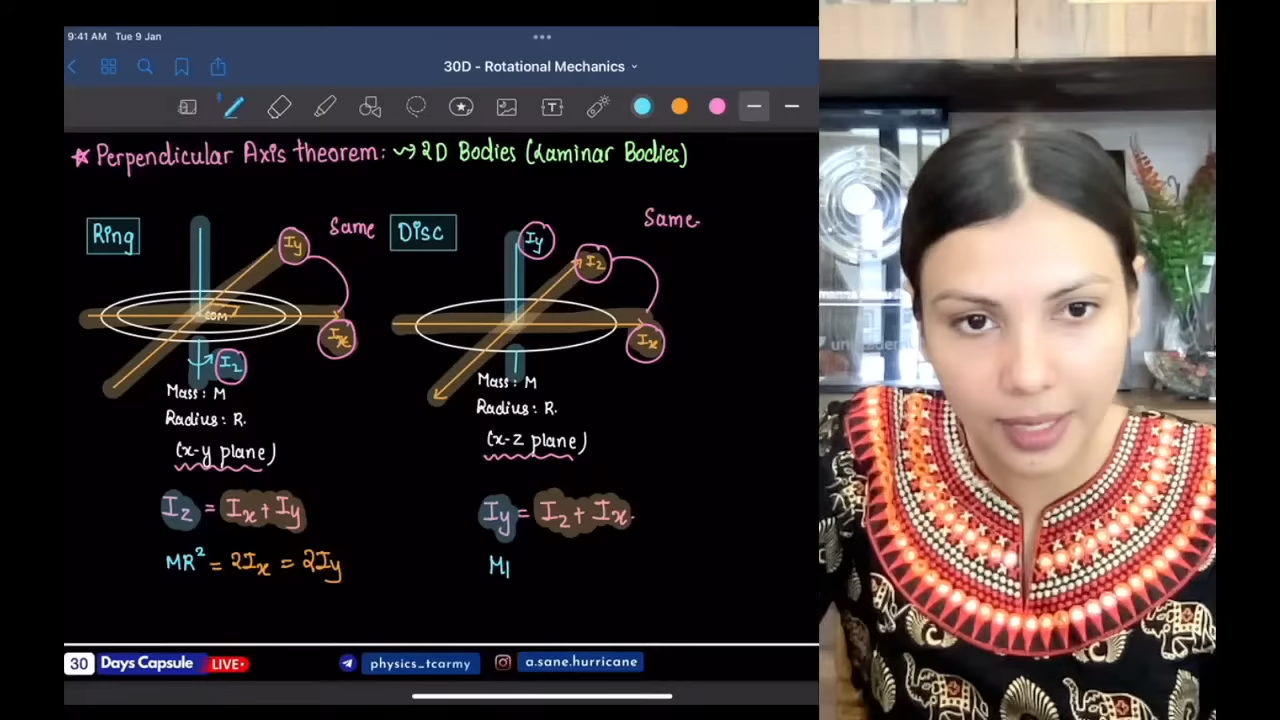 9:41 AM Tue 9 Jan
30D - Rotational Mechanics
Perpendicular Axis theorem: → 2D Bodies (Laminar Bodies)
Ring
Iy
Same
com
Ix
Iz
Mass: M
Radius: R.
(x-y plane)
Iz = Ix + Iy
MR² = 2Ix = 2Iy
Disc
Iy
Same
Iz
Ix
Mass: M
Radius: R.
(x-z plane)
Iy = Iz + Ix.
M
30 Days Capsule LIVE
physics_tcarmy
a.sane.hurricane